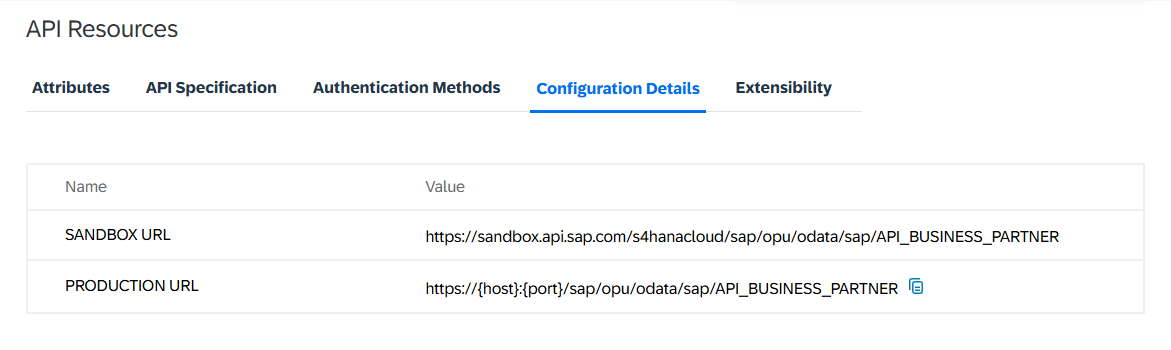 API Resources
Attributes API Specification Authentication Methods Configuration Details Extensibility
Name Value
SANDBOX URL https://sandbox.api.sap.com/s4hanacloud/sap/opu/odata/sap/API_BUSINESS_PARTNER
PRODUCTION URL https://{host}:{port}/sap/opu/odata/sap/API_BUSINESS_PARTNER